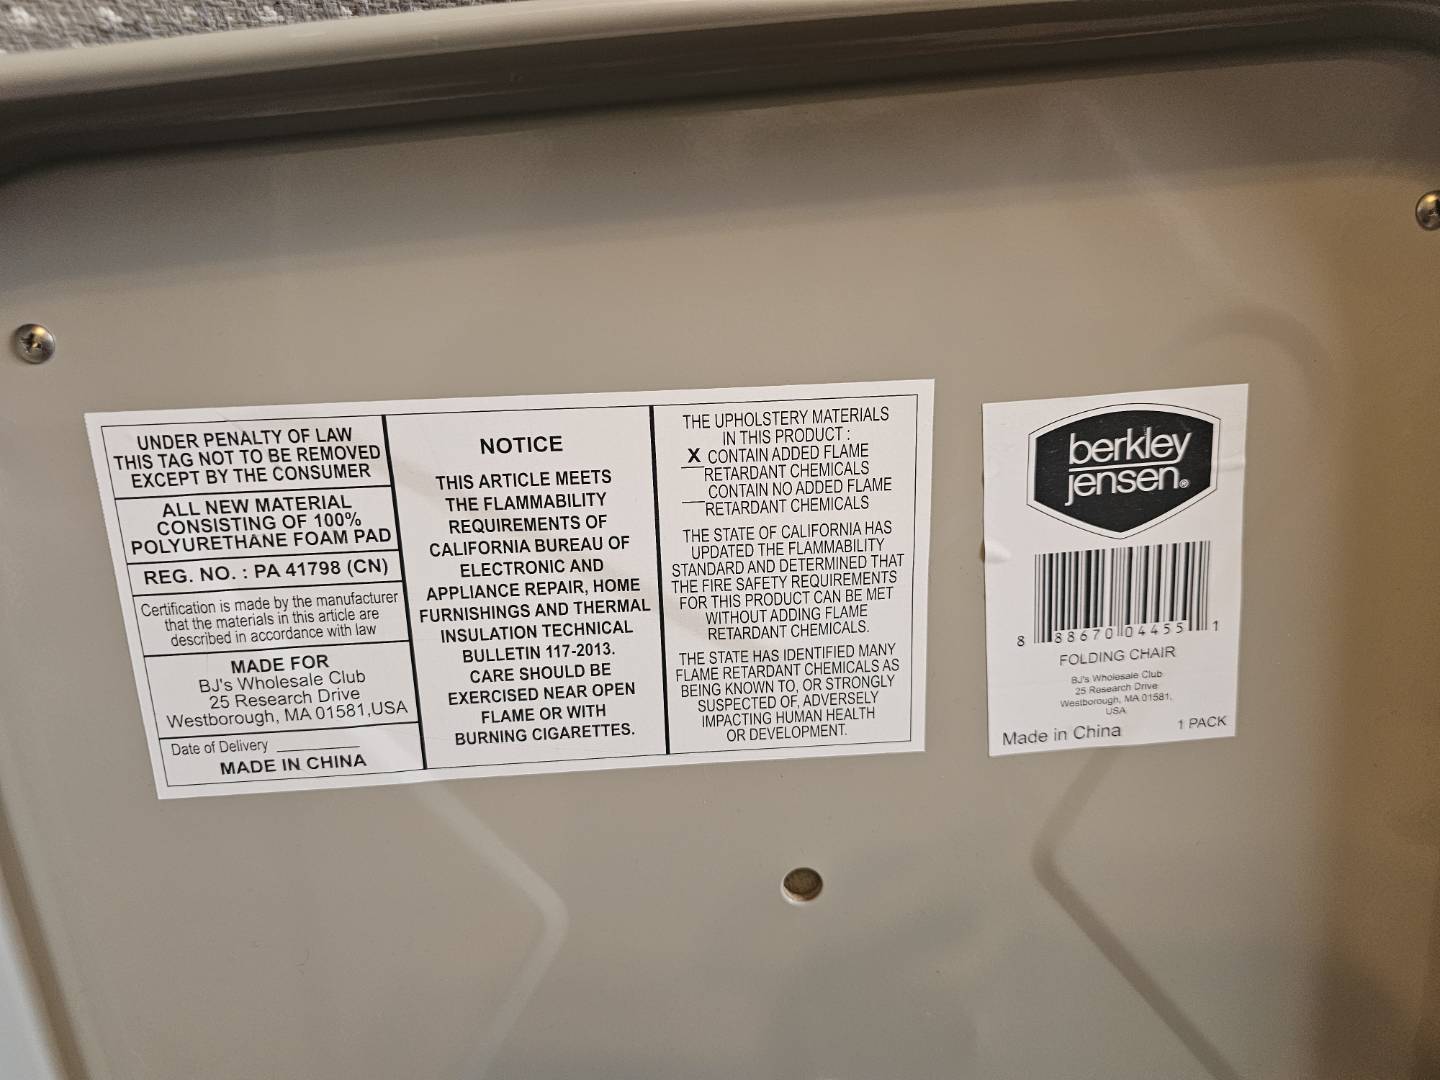 UNDER PENALTY OF LAW
THIS TAG NOT TO BE REMOVED
EXCEPT BY THE CONSUMER
ALL NEW MATERIAL
CONSISTING OF 100%
POLYURETHANE FOAM PAD
REG. NO. : PA 41798 (CN)
Certification is made by the manufacturer
that the materials in this article are
described in accordance with law
MADE FOR
BJ's Wholesale Club
25 Research Drive
Westborough, MA 01581,USA
Date of Delivery
MADE IN CHINA
NOTICE
THIS ARTICLE MEETS
THE FLAMMABILITY
REQUIREMENTS OF
CALIFORNIA BUREAU OF
ELECTRONIC AND
APPLIANCE REPAIR, HOME
FURNISHINGS AND THERMAL
INSULATION TECHNICAL
BULLETIN 117-2013.
CARE SHOULD BE
EXERCISED NEAR OPEN
FLAME OR WITH
BURNING CIGARETTES.
THE UPHOLSTERY MATERIALS
IN THIS PRODUCT :
X CONTAIN ADDED FLAME
RETARDANT CHEMICALS
CONTAIN NO ADDED FLAME
RETARDANT CHEMICALS
THE STATE OF CALIFORNIA HAS
UPDATED THE FLAMMABILITY
STANDARD AND DETERMINED THAT
THE FIRE SAFETY REQUIREMENTS
FOR THIS PRODUCT CAN BE MET
WITHOUT ADDING FLAME
RETARDANT CHEMICALS.
THE STATE HAS IDENTIFIED MANY
FLAME RETARDANT CHEMICALS AS
BEING KNOWN TO, OR STRONGLY
SUSPECTED OF, ADVERSELY
IMPACTING HUMAN HEALTH
OR DEVELOPMENT.
berkley
jensen®
8 88670 04455 1
FOLDING CHAIR
BJ's Wholesale Club
25 Research Drive
Westborough, MA 01581,
USA
Made in China 1 PACK